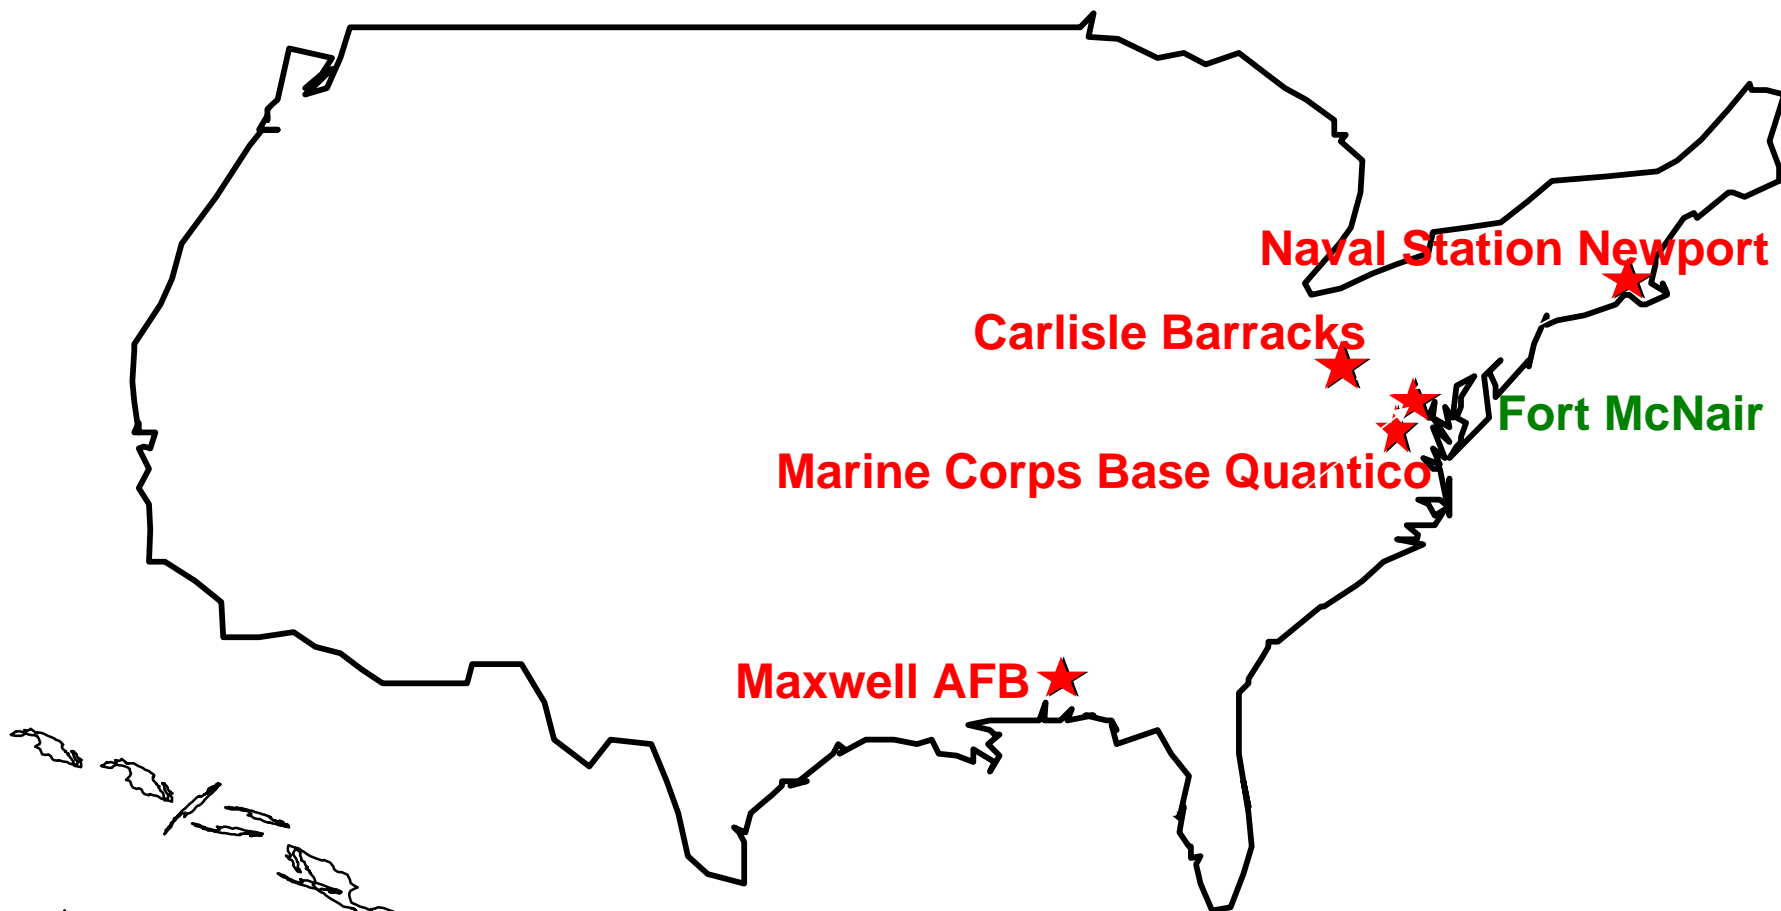 Naval Station Newport
Carlisle Barracks
Fort McNair
Marine Corps Base Quantico
Maxwell AFB